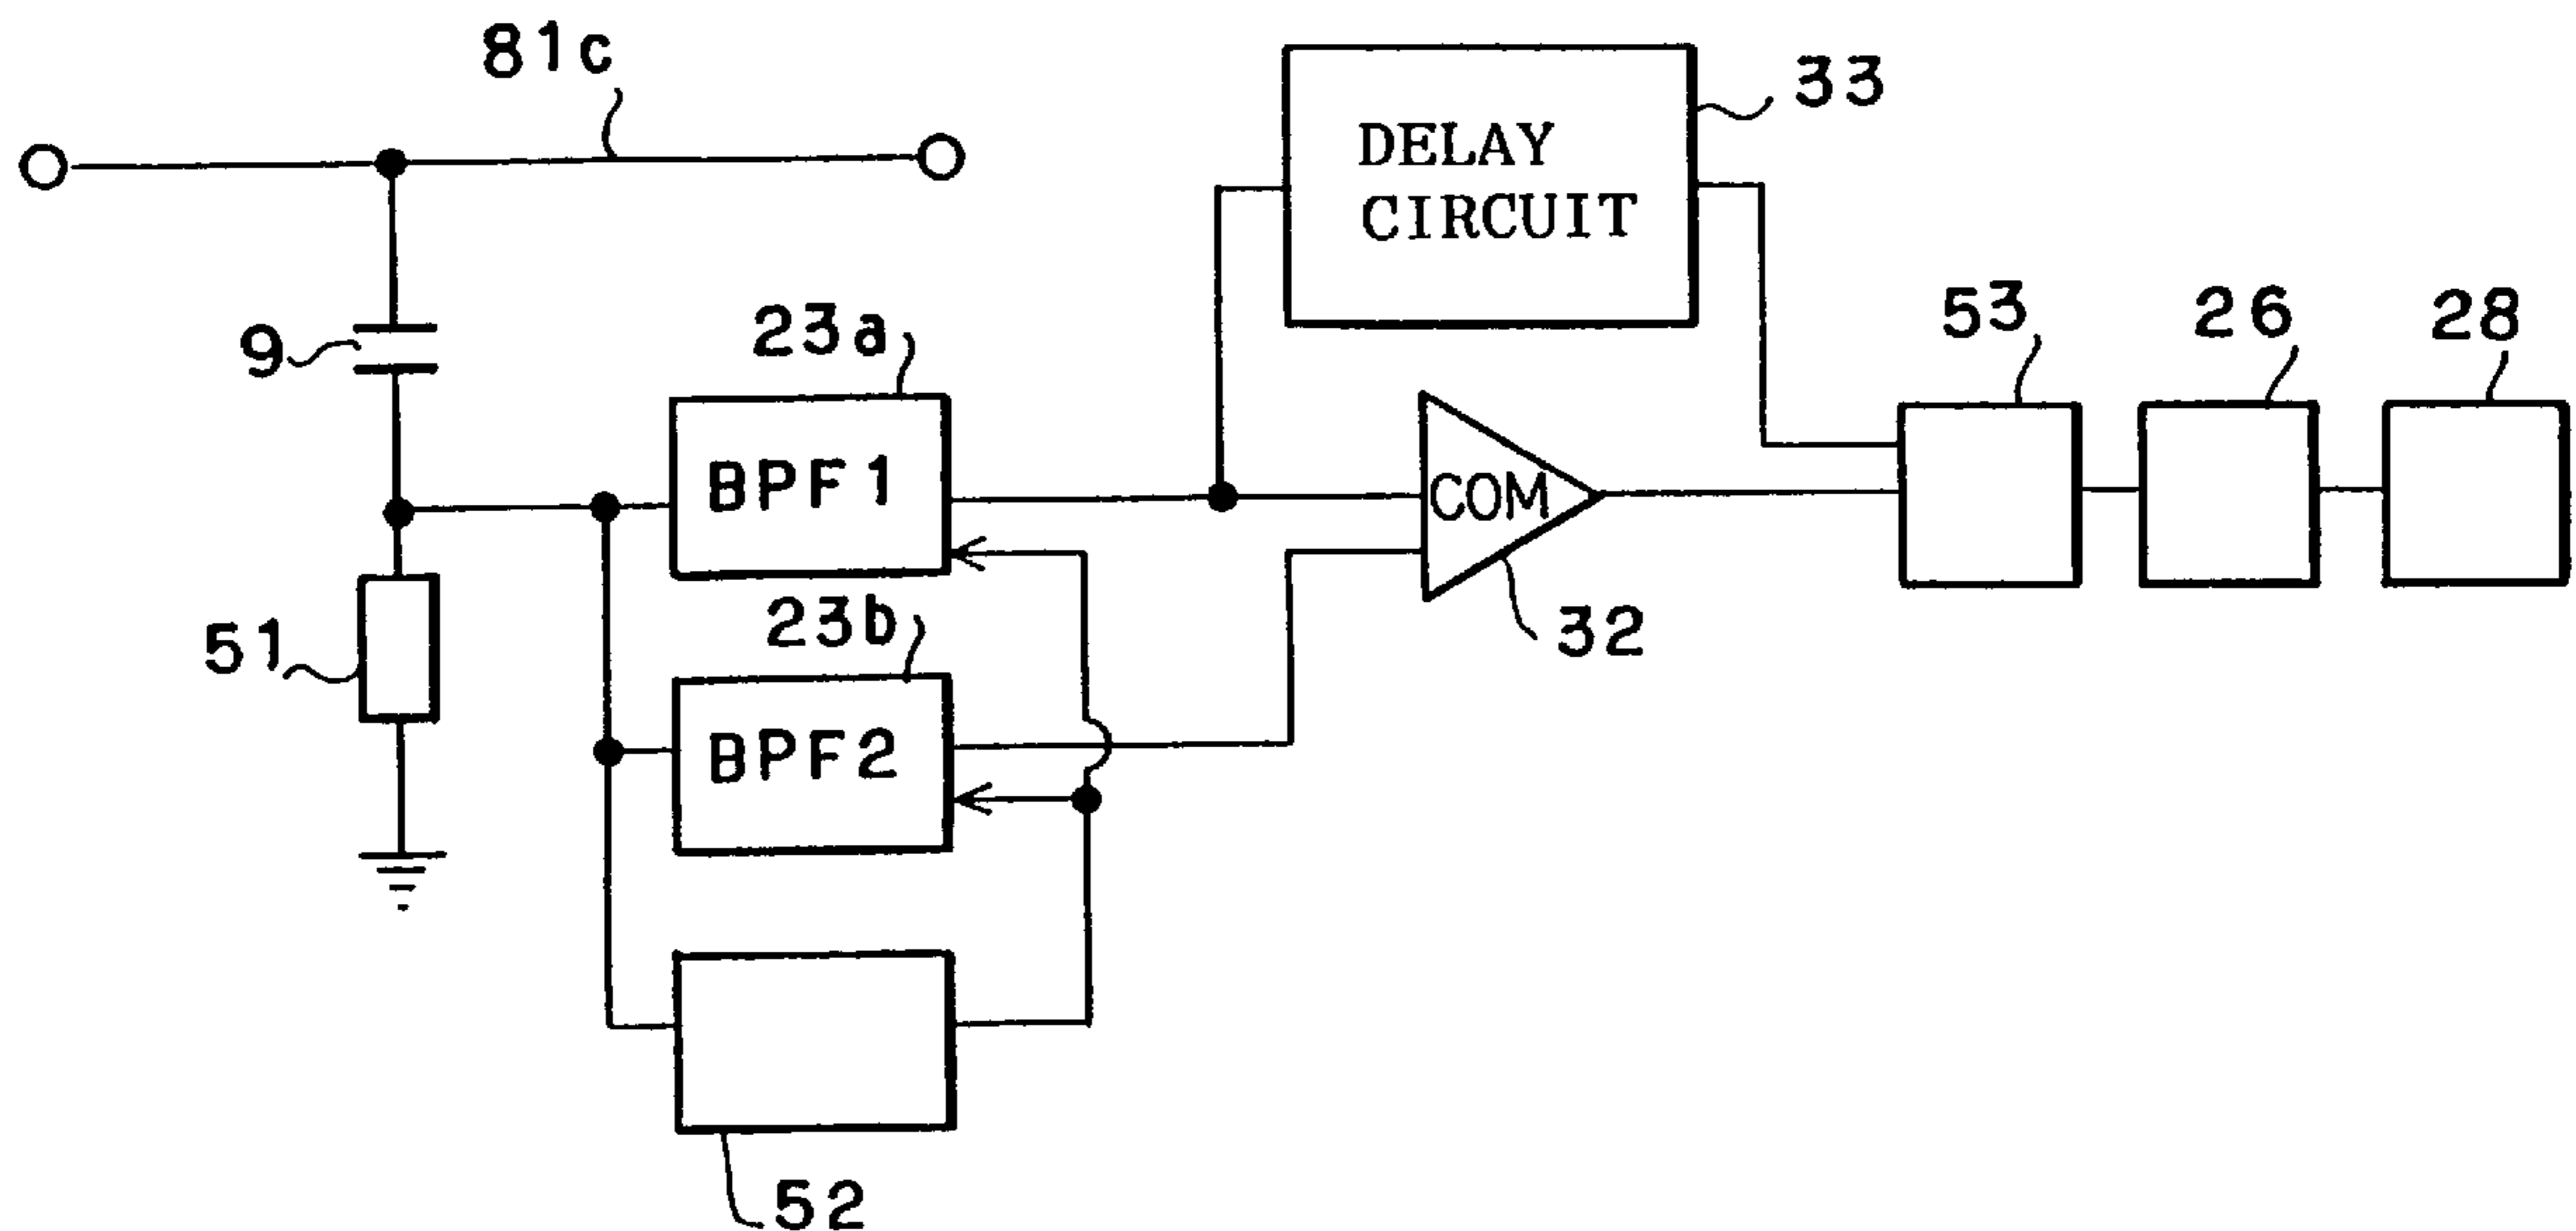 81c
33
DELAY
CIRCUIT
9
23a
53
26
28
BPF1
COM
51
23b
32
BPF2
52